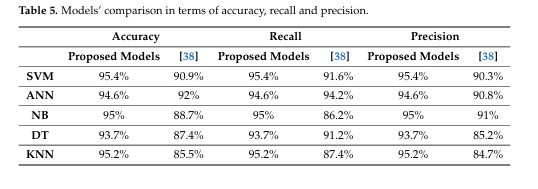 Table 5. Models' comparison in terms of accuracy, recall and precision.
Accuracy Recall Precision
Proposed Models [38] Proposed Models [38] Proposed Models [38]
SVM 95.4% 90.9% 95.4% 91.6% 95.4% 90.3%
ANN 94.6% 92% 94.6% 94.2% 94.6% 90.8%
NB 95% 88.7% 95% 86.2% 95% 91%
DT 93.7% 87.4% 93.7% 91.2% 93.7% 85.2%
KNN 95.2% 85.5% 95.2% 87.4% 95.2% 84.7%